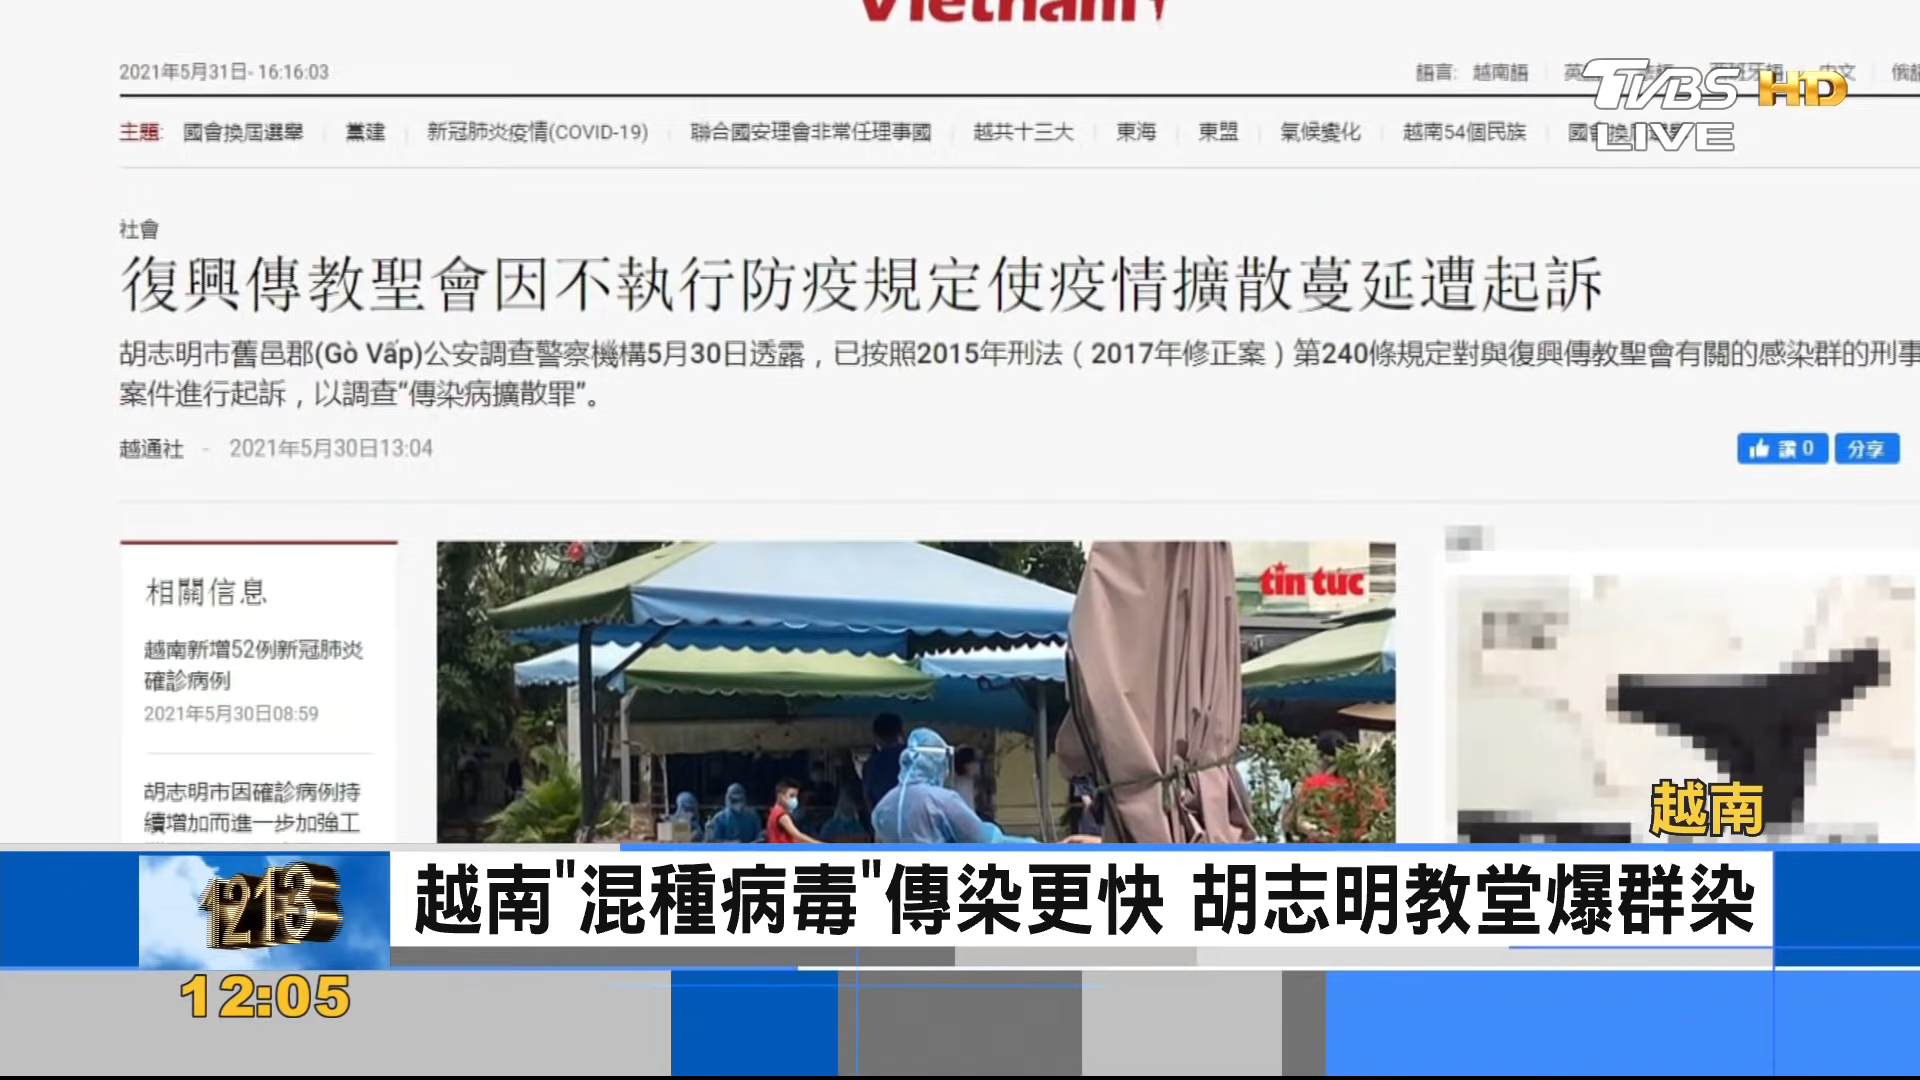 Vietnam+
2021年5月31日- 16:16:03
語言: 越南語 中文
TVBS HD
LIVE
主題: 國會換屆選舉 黨建 新冠肺炎疫情(COVID-19) 聯合國安理會非常任理事國 越共十三大 東海 東盟 氣候變化 越南54個民族
社會
復興傳教聖會因不執行防疫規定使疫情擴散蔓延遭起訴
胡志明市舊邑郡(Gò Vấp)公安調查警察機構5月30日透露，已按照2015年刑法（2017年修正案）第240條規定對與復興傳教聖會有關的感染群的刑事
案件進行起訴，以調查“傳染病擴散罪”。
越通社 - 2021年5月30日13:04
讚 0 分享
相關信息
tin tức
越南新增52例新冠肺炎
確診病例
2021年5月30日08:59
胡志明市因確診病例持
續增加而進一步加強工
越南
1213
越南"混種病毒"傳染更快 胡志明教堂爆群染
12:05